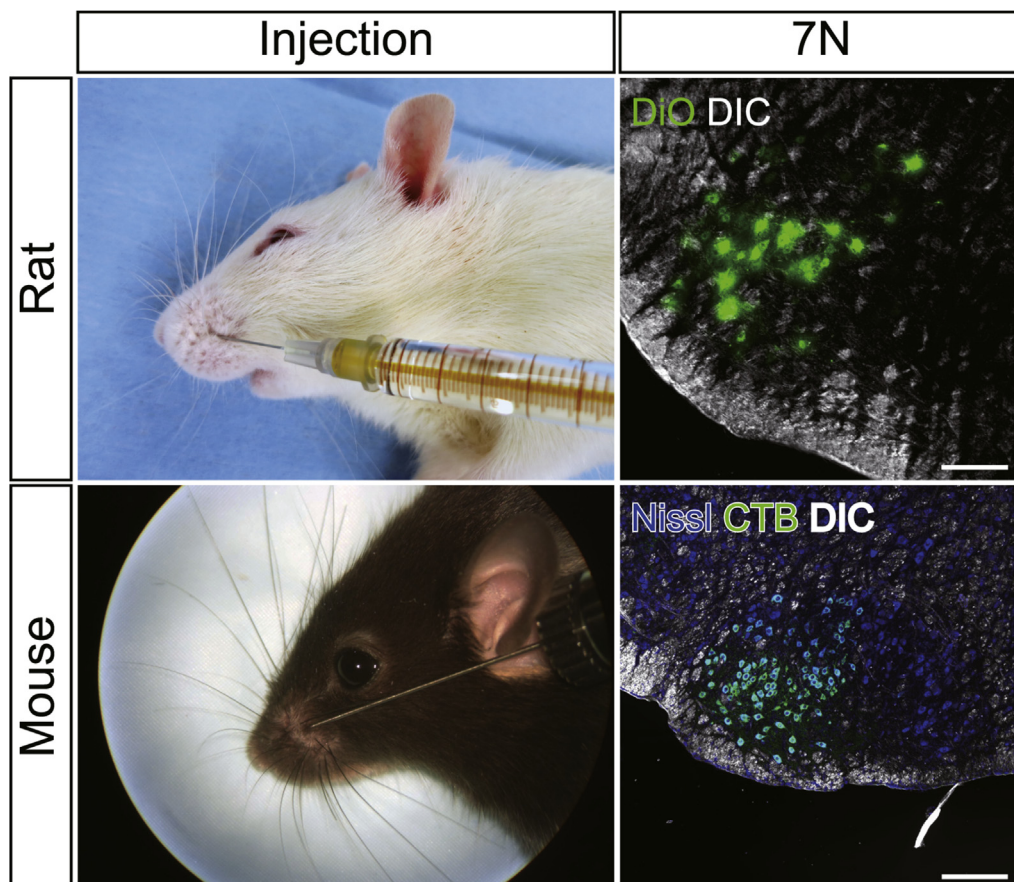 Injection
7N
Rat
DiO DIC
Mouse
Nissl CTB DIC